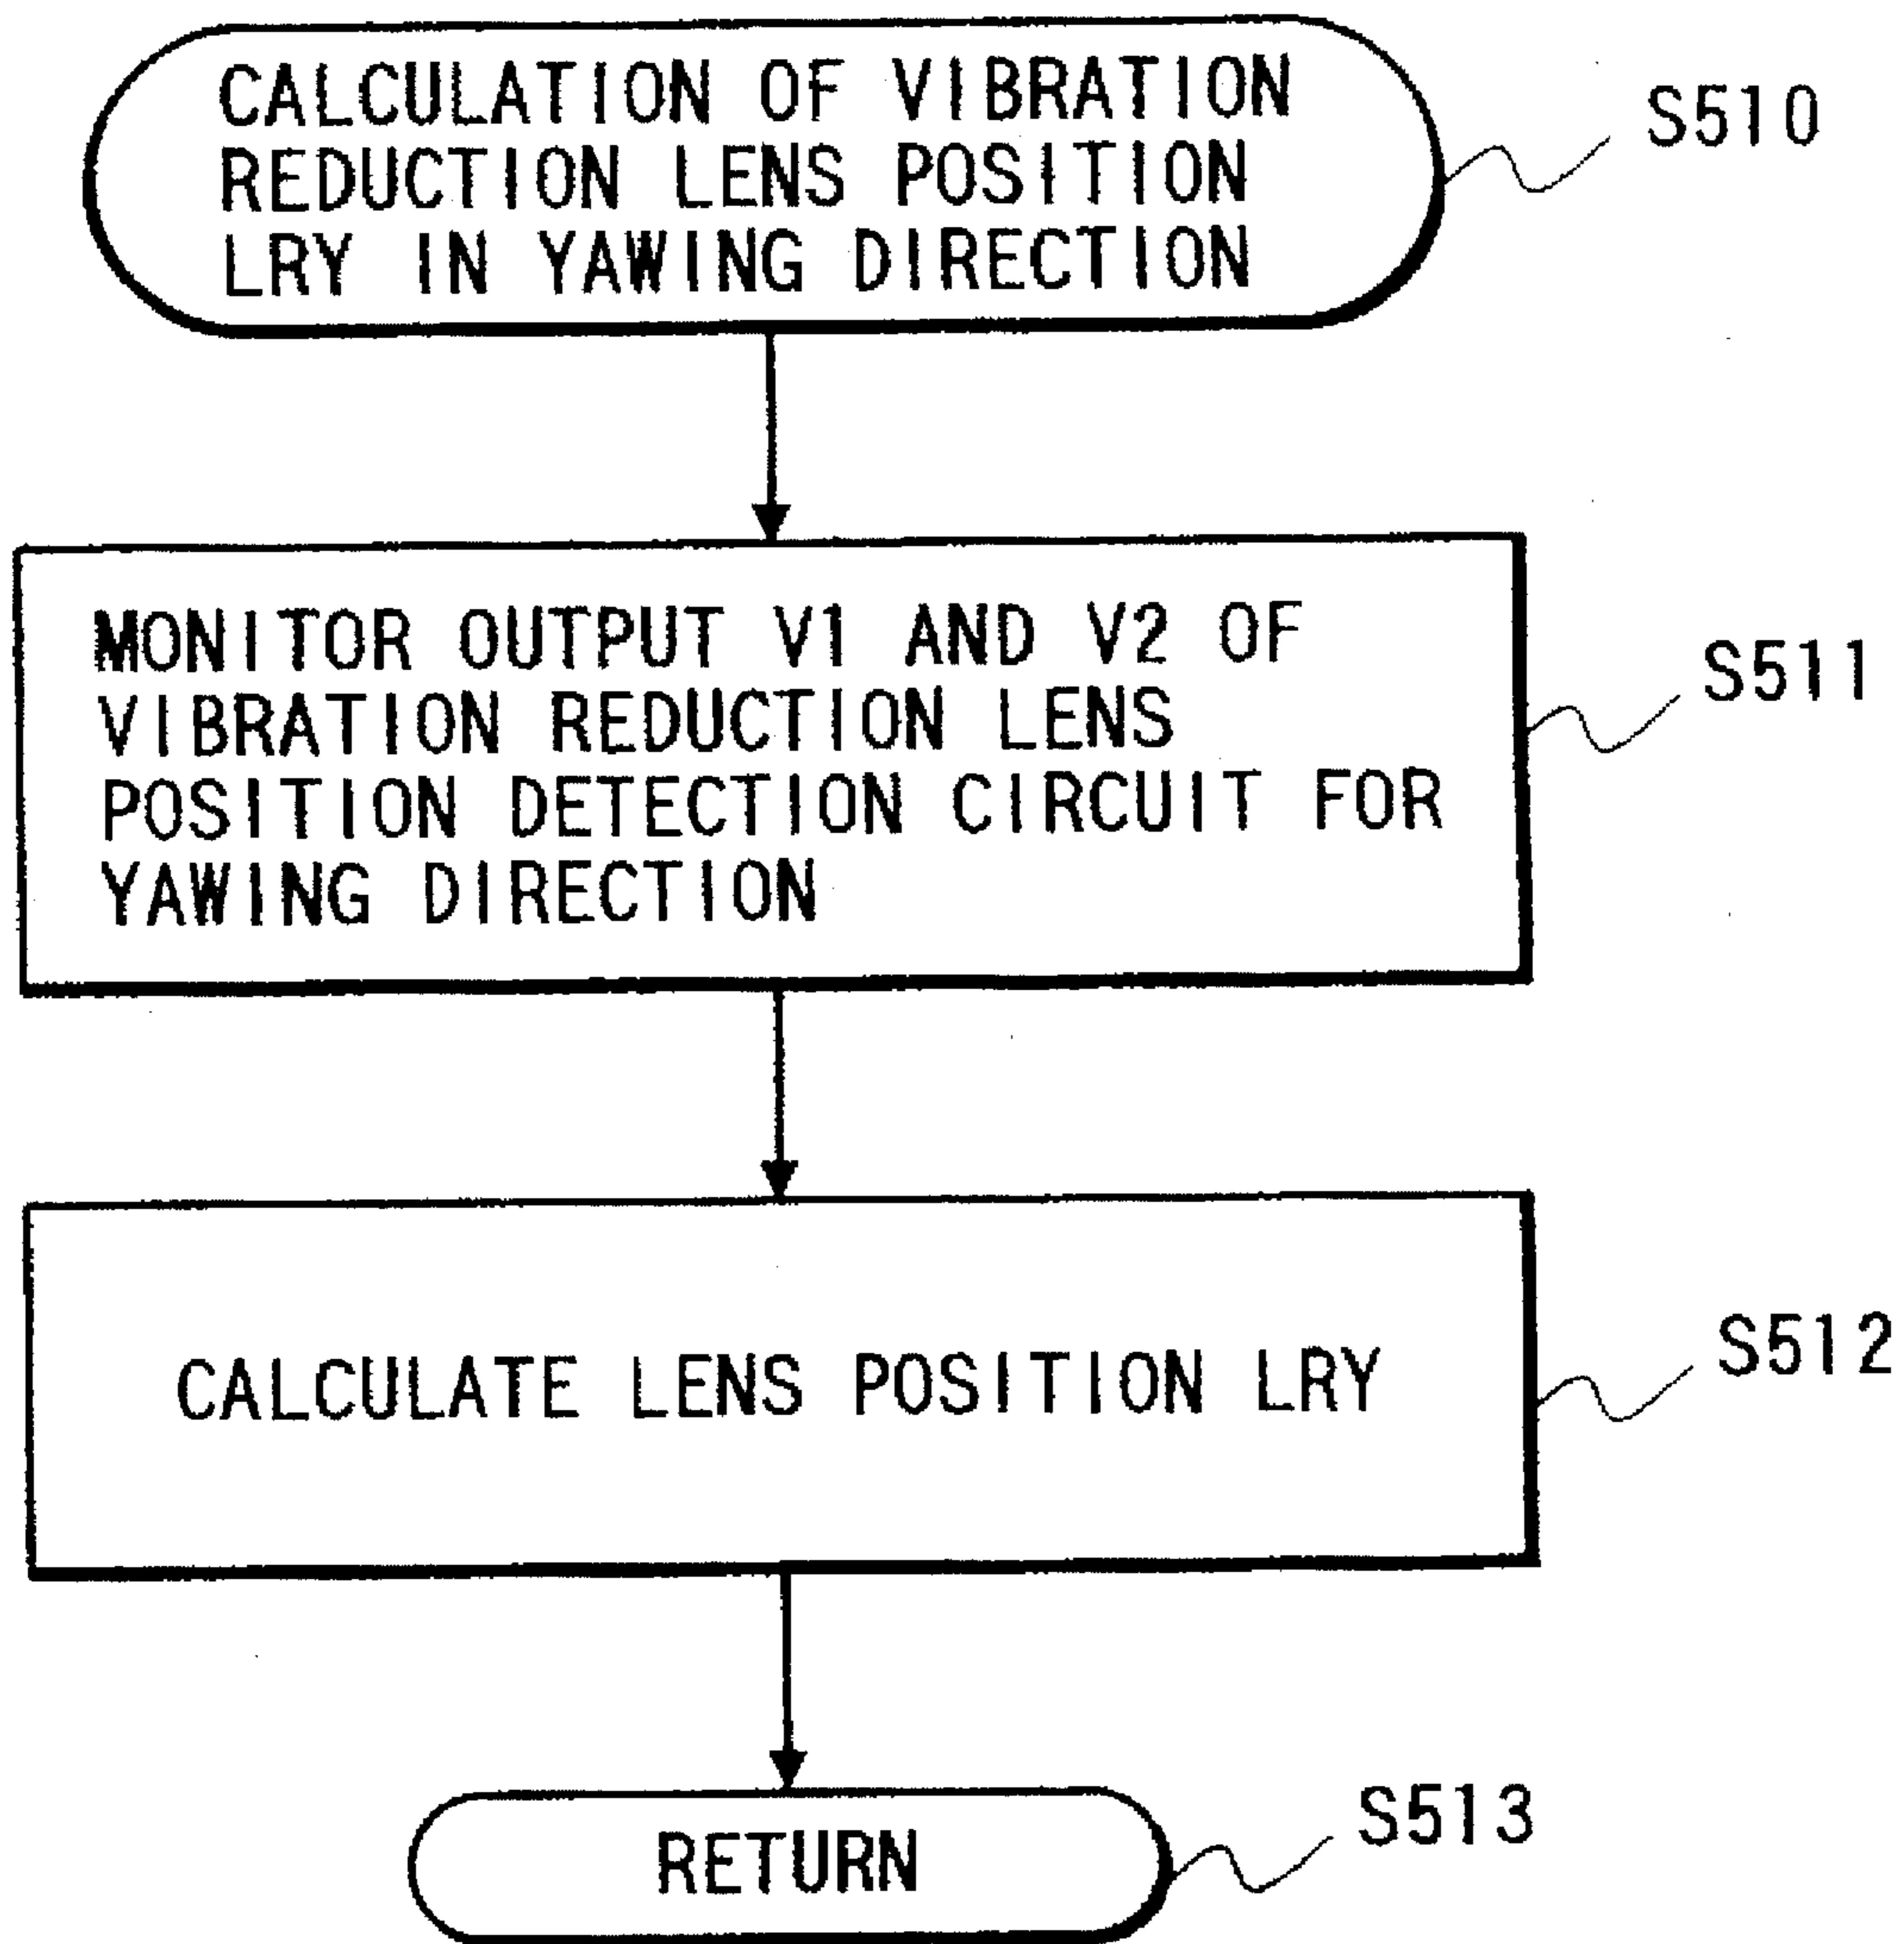 CALCULATION OF VIBRATION
REDUCTION LENS POSITION
LRY IN YAWING DIRECTION
S510
MONITOR OUTPUT V1 AND V2 OF
VIBRATION REDUCTION LENS
POSITION DETECTION CIRCUIT FOR
YAWING DIRECTION
S511
CALCULATE LENS POSITION LRY
S512
RETURN
S513